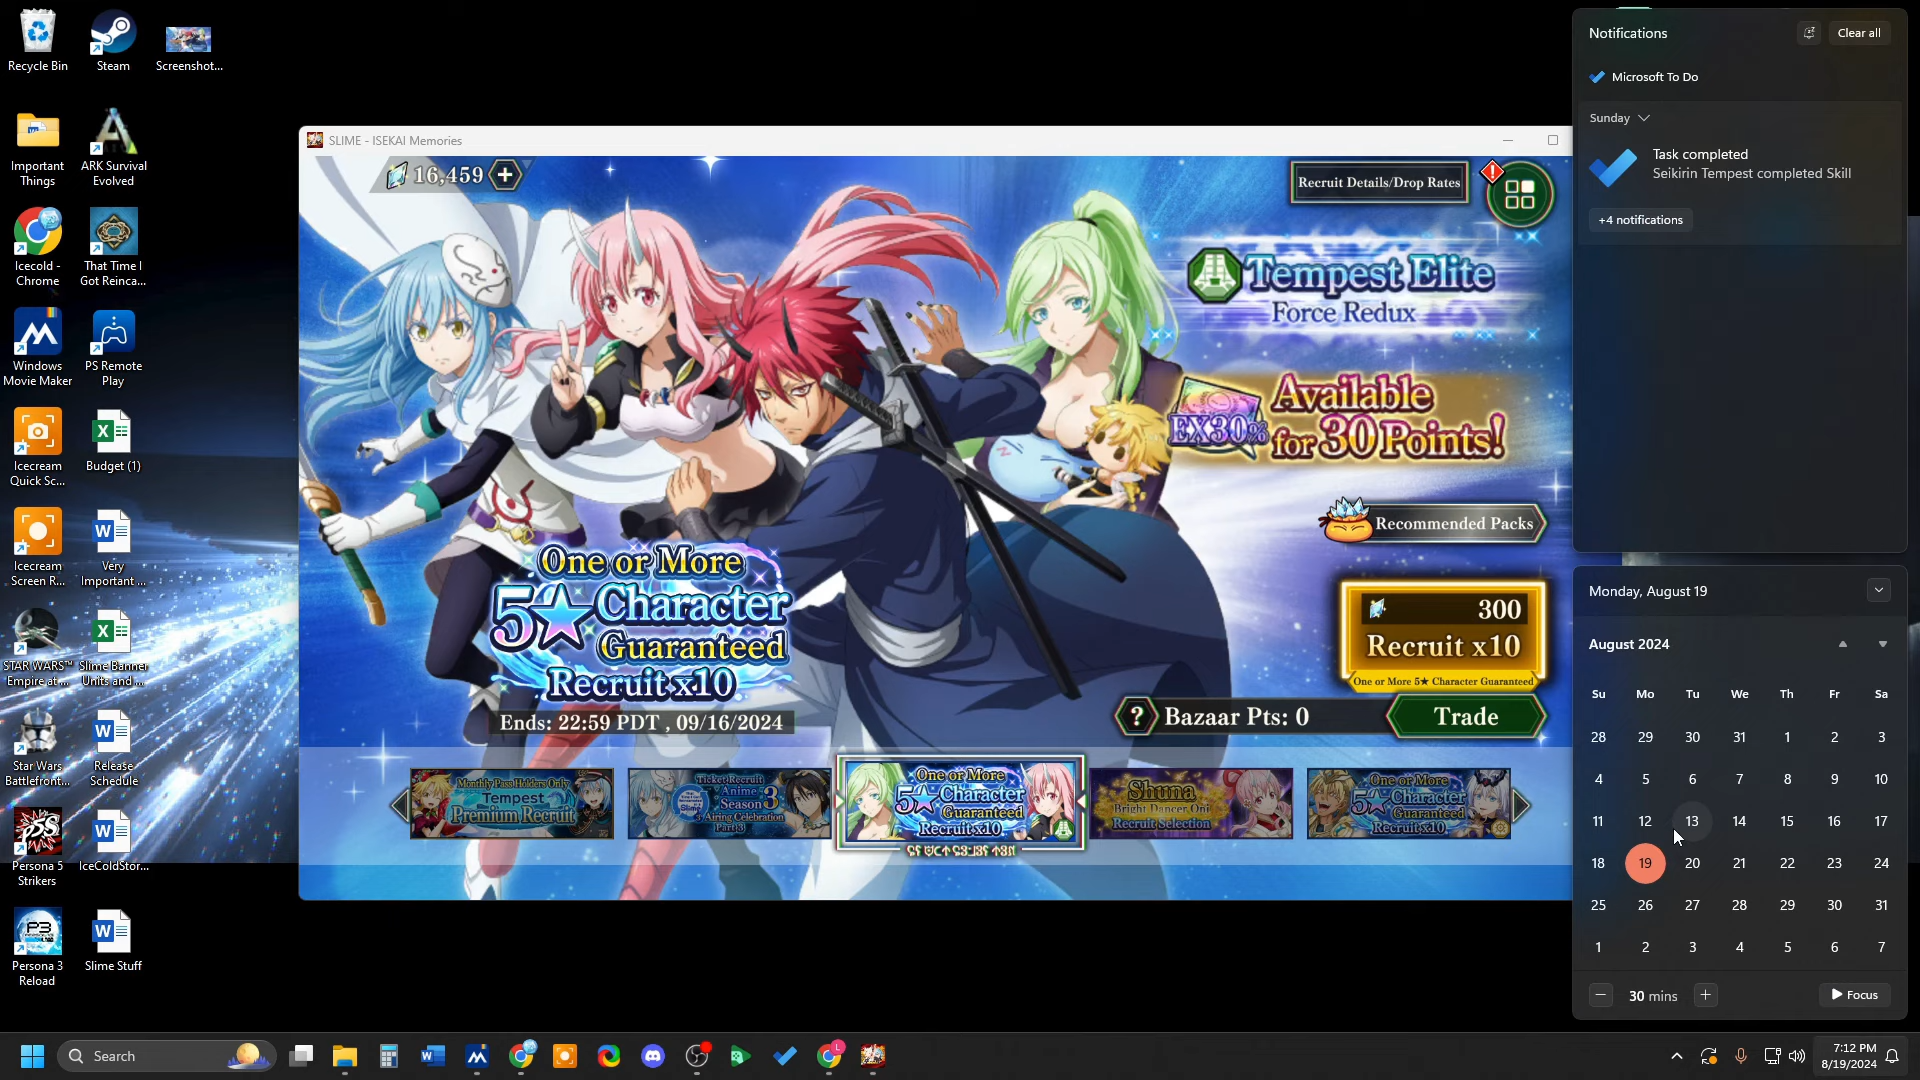 Recycle Bin
Steam
Screenshot...
Important
Things
ARK Survival
Evolved
Icecold -
Chrome
That Time I
Got Reinca...
Windows
Movie Maker
PS Remote
Play
Icecream
Quick Sc...
Budget (1)
Icecream
Screen R...
Very
Important ...
STAR WARS™
Empire at ...
Slime Banner
Units and ...
Star Wars
Battlefront...
Release
Schedule
Persona 5
Strikers
IceColdStor...
P3
Persona 3
Reload
Slime Stuff
SLIME - ISEKAI Memories
16,459
Recruit Details/Drop Rates
Tempest Elite
Force Redux
EX30%
Available
for 30 Points!
Recommended Packs
One or More
5★Character
Guaranteed
Recruit x10
Ends: 22:59 PDT , 09/16/2024
300
Recruit x10
One or More 5★ Character Guaranteed
? Bazaar Pts: 0
Trade
Monthly Pass Holders Only
Tempest
Premium Recruit
Ticket Recruit
Anime
Season 3
Airing Celebration
Part 3
One or More
5★Character
Guaranteed
Recruit x10
Shuna
Bright Dancer Oni
Recruit Selection
One or More
5★Character
Guaranteed
Recruit x10
Notifications
Clear all
Microsoft To Do
Sunday
Task completed
Seikirin Tempest completed Skill
+4 notifications
Monday, August 19
August 2024
Su Mo Tu We Th Fr Sa
28 29 30 31 1 2 3
4 5 6 7 8 9 10
11 12 13 14 15 16 17
18 19 20 21 22 23 24
25 26 27 28 29 30 31
1 2 3 4 5 6 7
30 mins
Focus
Search
7:12 PM
8/19/2024